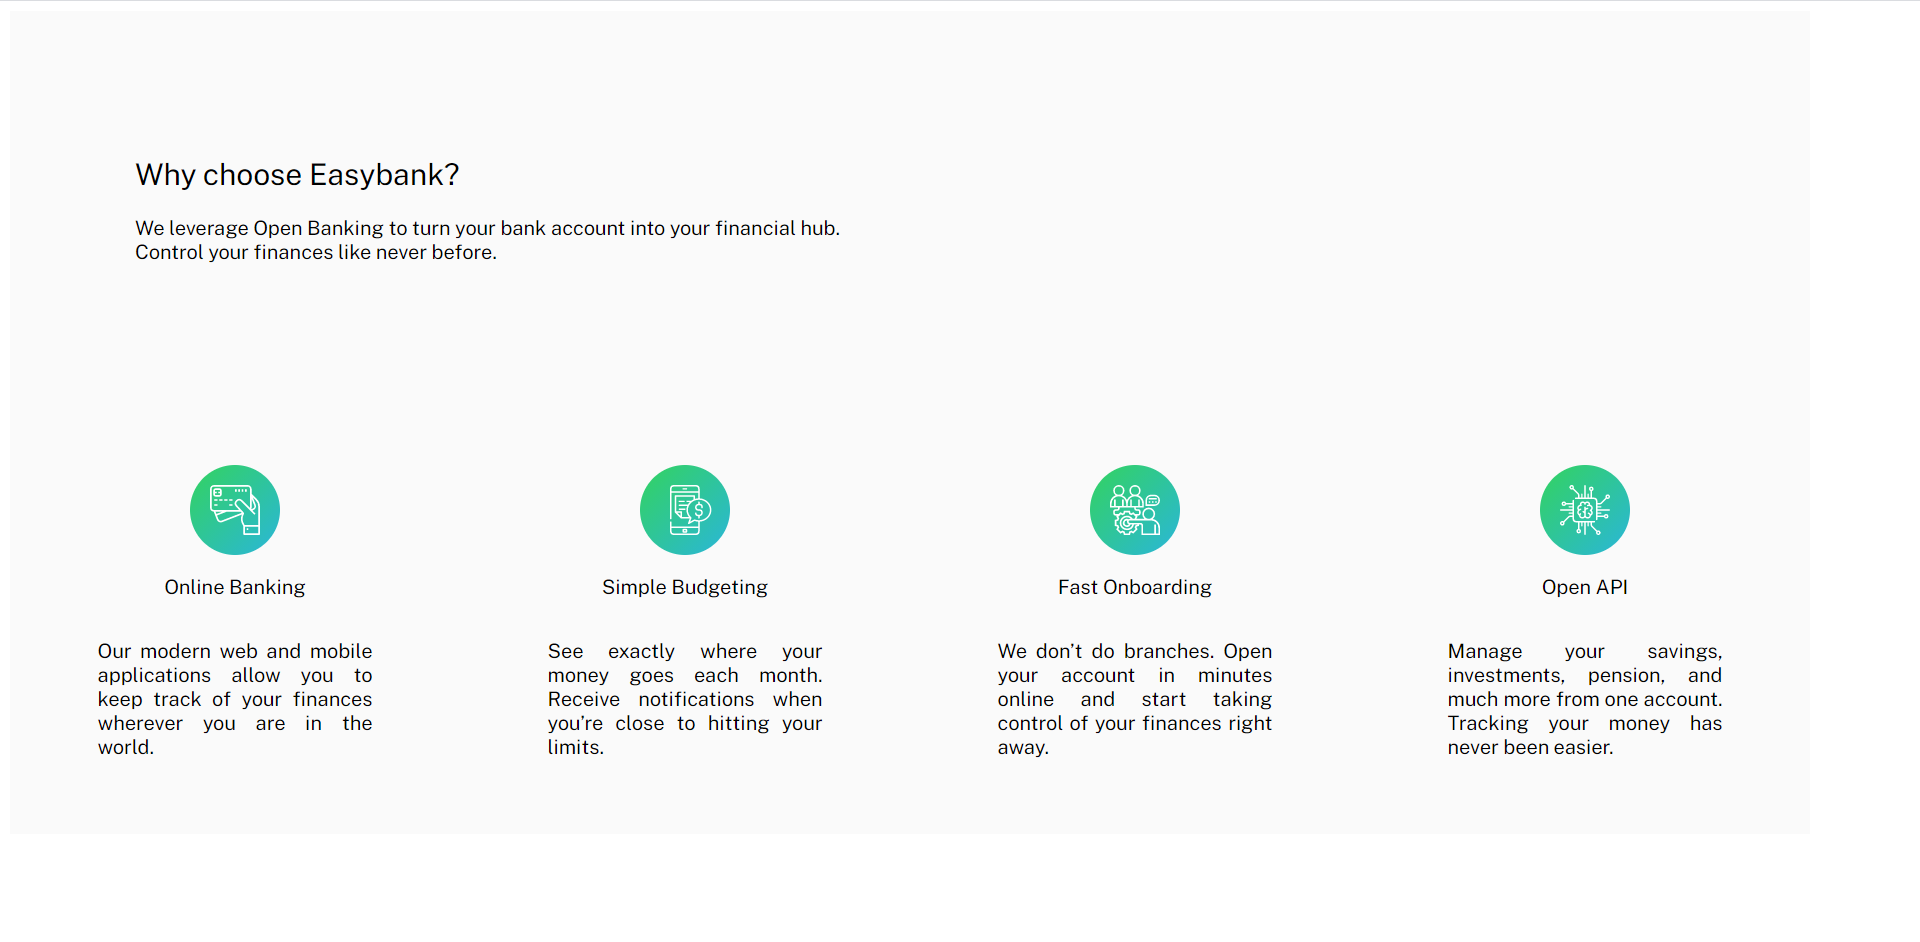 Why choose Easybank?
We leverage Open Banking to turn your bank account into your financial hub.
Control your finances like never before.
Online Banking
Our modern web and mobile
applications allow you to
keep track of your finances
wherever you are in the
world.
Simple Budgeting
See exactly where your
money goes each month.
Receive notifications when
you’re close to hitting your
limits.
Fast Onboarding
We don’t do branches. Open
your account in minutes
online and start taking
control of your finances right
away.
Open API
Manage your savings,
investments, pension, and
much more from one account.
Tracking your money has
never been easier.